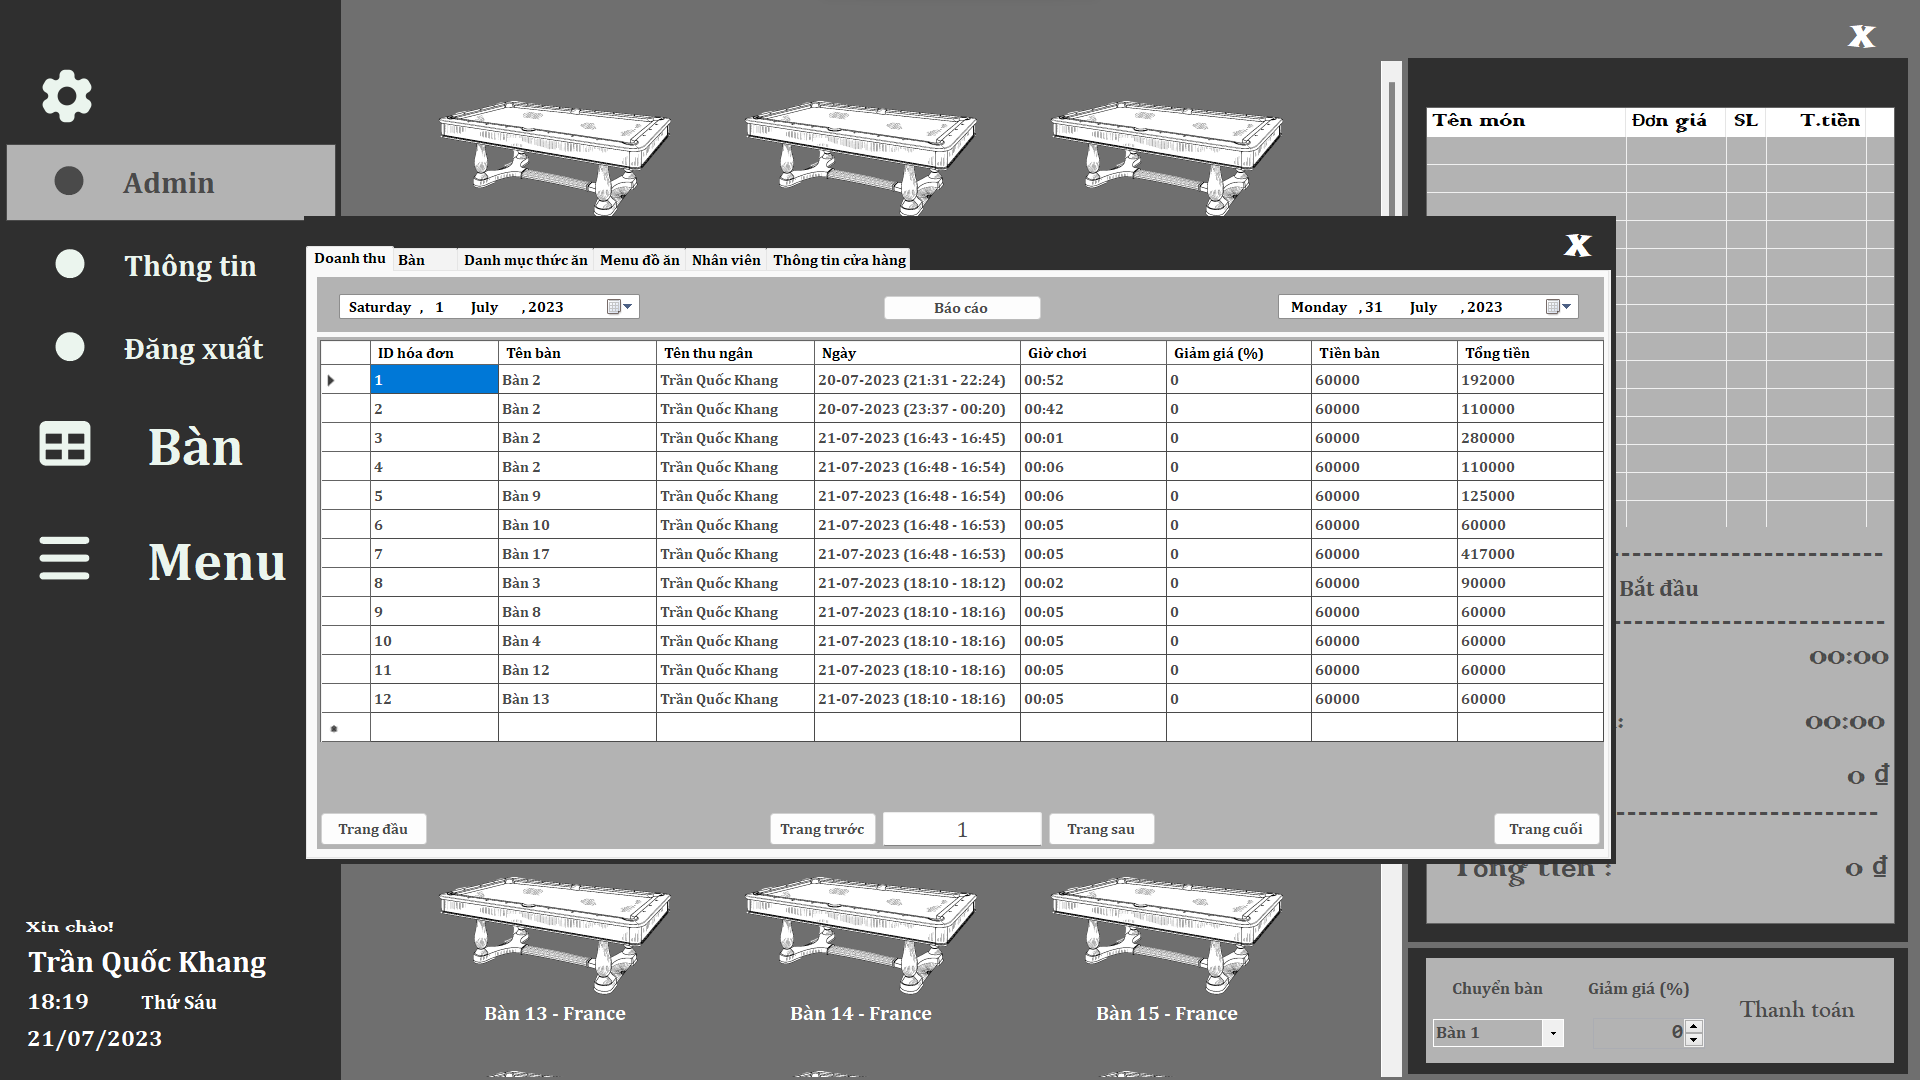 x
Admin
Thông tin
Đăng xuất
Bàn
Menu
Xin chào!
Trần Quốc Khang
18:19 Thứ Sáu
21/07/2023
x
Doanh thu Bàn Danh mục thức ăn Menu đồ ăn Nhân viên Thông tin cửa hàng
Saturday , 1 July , 2023 Báo cáo Monday , 31 July , 2023
ID hóa đơn Tên bàn Tên thu ngân Ngày Giờ chơi Giảm giá (%) Tiền bàn Tổng tiền
1 Bàn 2 Trần Quốc Khang 20-07-2023 (21:31 - 22:24) 00:52 0 60000 192000
2 Bàn 2 Trần Quốc Khang 20-07-2023 (23:37 - 00:20) 00:42 0 60000 110000
3 Bàn 2 Trần Quốc Khang 21-07-2023 (16:43 - 16:45) 00:01 0 60000 280000
4 Bàn 2 Trần Quốc Khang 21-07-2023 (16:48 - 16:54) 00:06 0 60000 110000
5 Bàn 9 Trần Quốc Khang 21-07-2023 (16:48 - 16:54) 00:06 0 60000 125000
6 Bàn 10 Trần Quốc Khang 21-07-2023 (16:48 - 16:53) 00:05 0 60000 60000
7 Bàn 17 Trần Quốc Khang 21-07-2023 (16:48 - 16:53) 00:05 0 60000 417000
8 Bàn 3 Trần Quốc Khang 21-07-2023 (18:10 - 18:12) 00:02 0 60000 90000
9 Bàn 8 Trần Quốc Khang 21-07-2023 (18:10 - 18:16) 00:05 0 60000 60000
10 Bàn 4 Trần Quốc Khang 21-07-2023 (18:10 - 18:16) 00:05 0 60000 60000
11 Bàn 12 Trần Quốc Khang 21-07-2023 (18:10 - 18:16) 00:05 0 60000 60000
12 Bàn 13 Trần Quốc Khang 21-07-2023 (18:10 - 18:16) 00:05 0 60000 60000
Trang đầu Trang trước 1 Trang sau Trang cuối
Bàn 13 - France Bàn 14 - France Bàn 15 - France
Tên món Đơn giá SL T.tiền
Bắt đầu
00:00
: 00:00
0 ₫
Tổng tiền : 0 ₫
Chuyển bàn Giảm giá (%) Thanh toán
Bàn 1 0